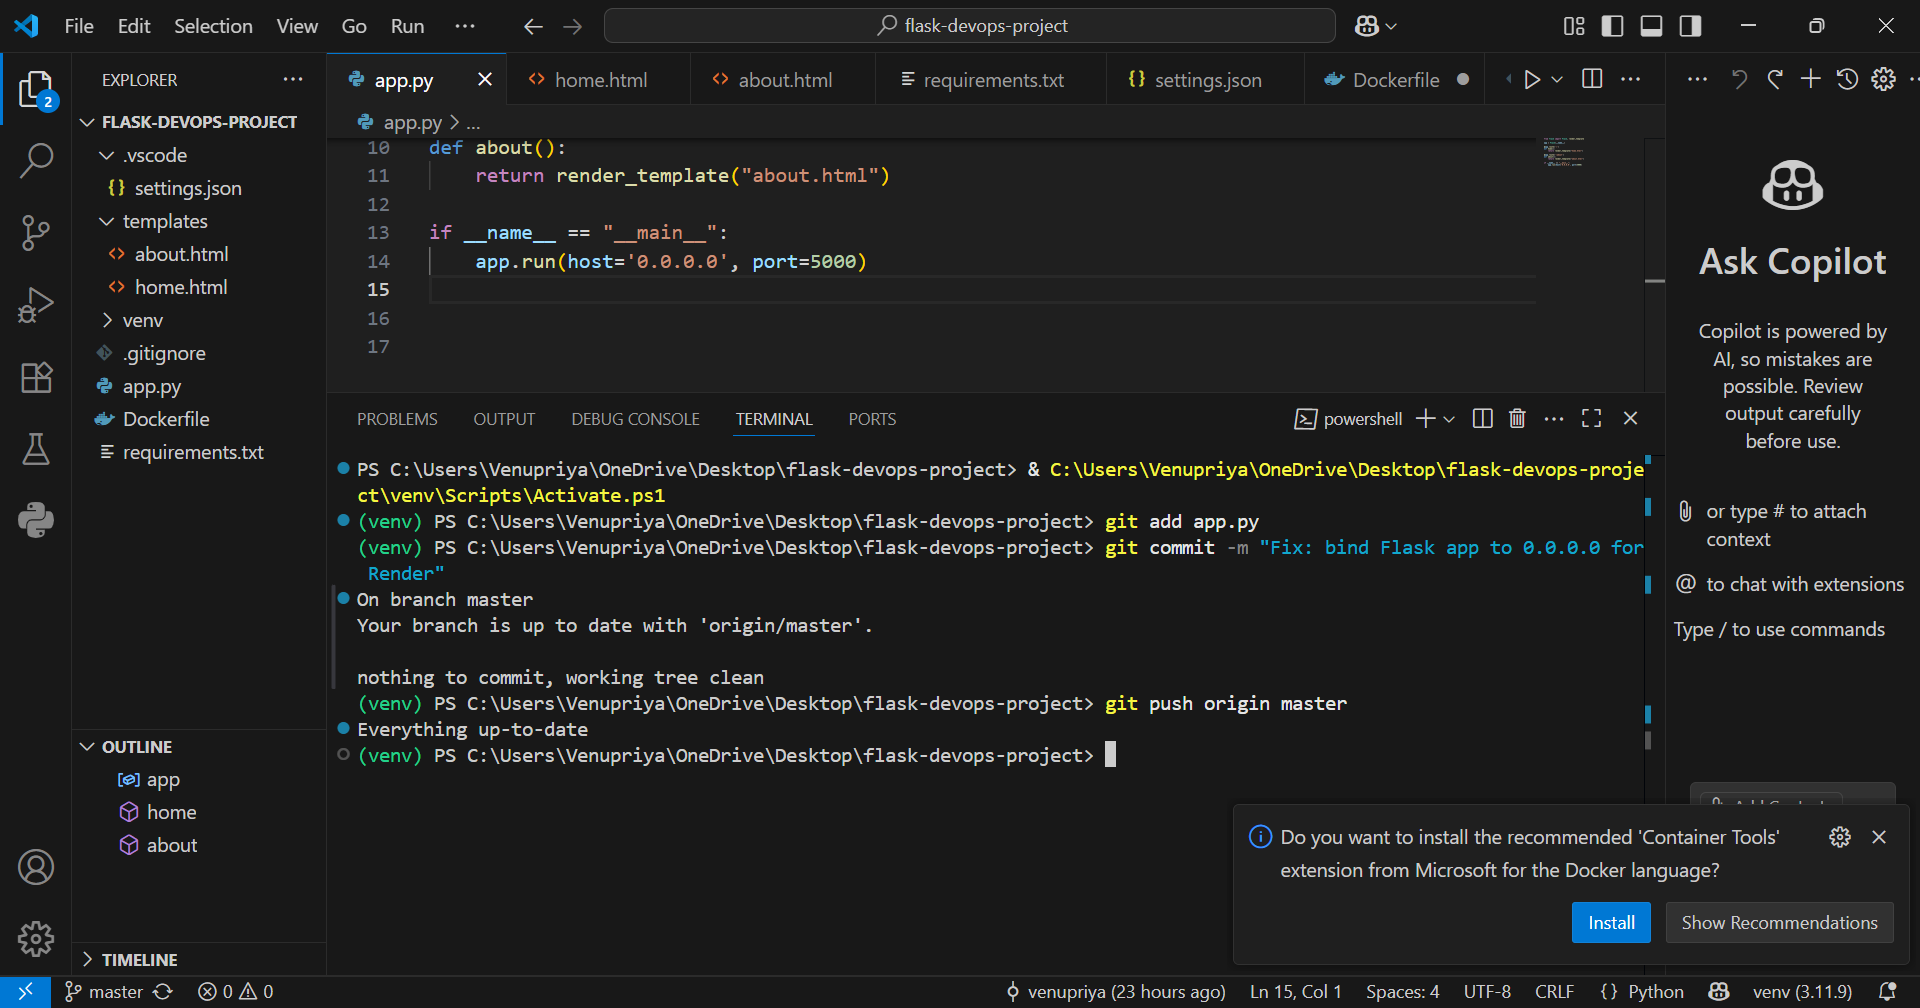 File Edit Selection View Go Run ··· flask-devops-project
EXPLORER ···
2
FLASK-DEVOPS-PROJECT
.vscode
{} settings.json
templates
<> about.html
<> home.html
venv
.gitignore
app.py
Dockerfile
requirements.txt
OUTLINE
app
home
about
TIMELINE
app.py <> home.html <> about.html requirements.txt {} settings.json Dockerfile ···
app.py > ...
10 def about():
11 return render_template("about.html")
12
13 if __name__ == "__main__":
14 app.run(host='0.0.0.0', port=5000)
15
16
17
PROBLEMS OUTPUT DEBUG CONSOLE TERMINAL PORTS powershell ···
PS C:\Users\Venupriya\OneDrive\Desktop\flask-devops-project> & C:\Users\Venupriya\OneDrive\Desktop\flask-devops-proje
ct\venv\Scripts\Activate.ps1
(venv) PS C:\Users\Venupriya\OneDrive\Desktop\flask-devops-project> git add app.py
(venv) PS C:\Users\Venupriya\OneDrive\Desktop\flask-devops-project> git commit -m "Fix: bind Flask app to 0.0.0.0 for
Render"
On branch master
Your branch is up to date with 'origin/master'.
nothing to commit, working tree clean
(venv) PS C:\Users\Venupriya\OneDrive\Desktop\flask-devops-project> git push origin master
Everything up-to-date
(venv) PS C:\Users\Venupriya\OneDrive\Desktop\flask-devops-project>
Ask Copilot
Copilot is powered by
AI, so mistakes are
possible. Review
output carefully
before use.
or type # to attach
context
@ to chat with extensions
Type / to use commands
Do you want to install the recommended 'Container Tools'
extension from Microsoft for the Docker language?
Install Show Recommendations
master 0 0 venupriya (23 hours ago) Ln 15, Col 1 Spaces: 4 UTF-8 CRLF {} Python venv (3.11.9)